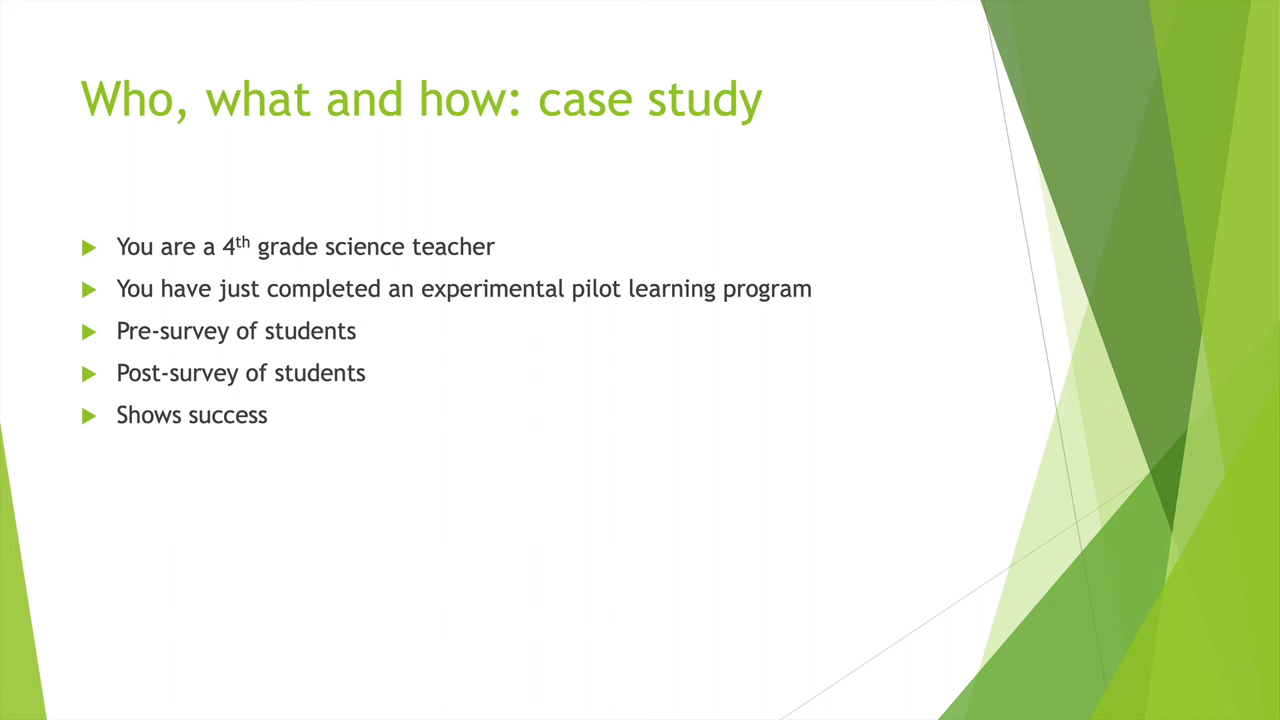 Who, what and how: case study
You are a 4th grade science teacher
You have just completed an experimental pilot learning program
Pre-survey of students
Post-survey of students
Shows success